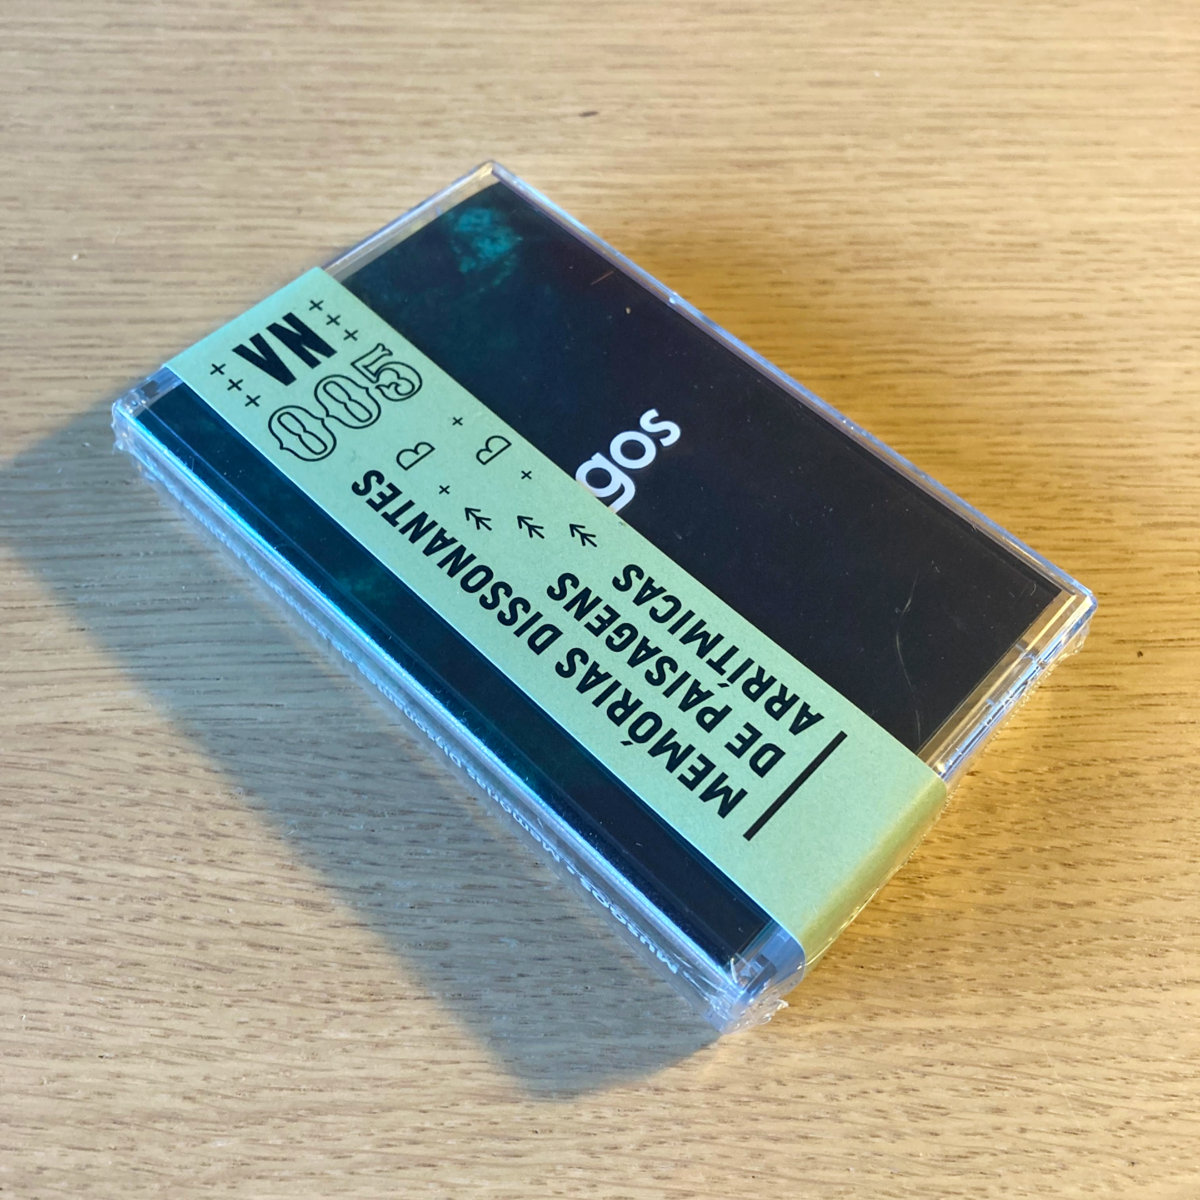 VN
005
B
B
MEMÓRIAS DISSONANTES
DE PAISAGENS
ARRÍTMICAS
gos